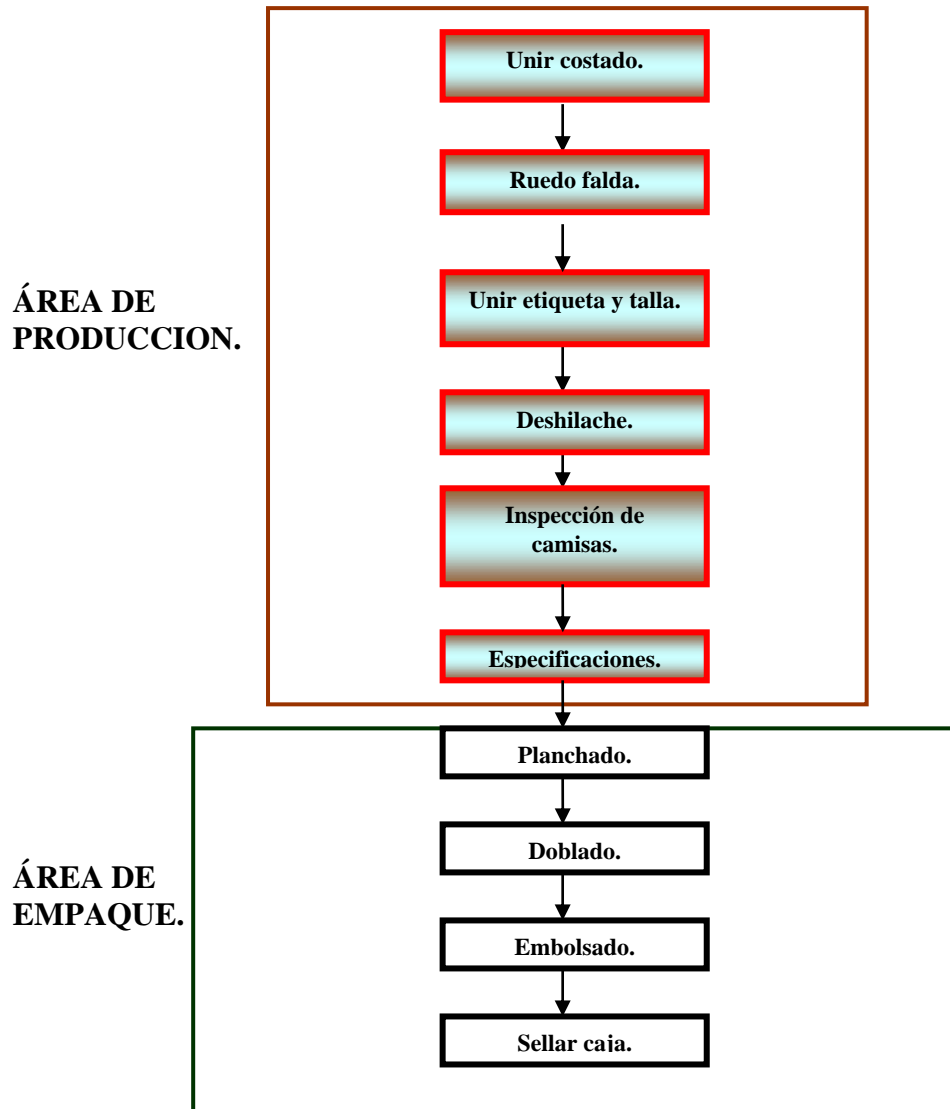 Unir costado.
Ruedo falda.
ÁREA DE
PRODUCCION.
Unir etiqueta y talla.
Deshilache.
Inspección de
camisas.
Especificaciones.
Planchado.
Doblado.
ÁREA DE
EMPAQUE.
Embolsado.
Sellar caja.